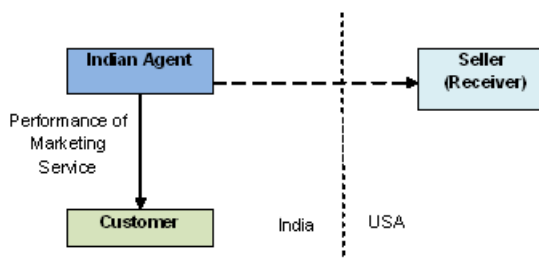 Indian Agent
Seller
(Receiver)
Performance of
Marketing
Service
Customer
India
USA